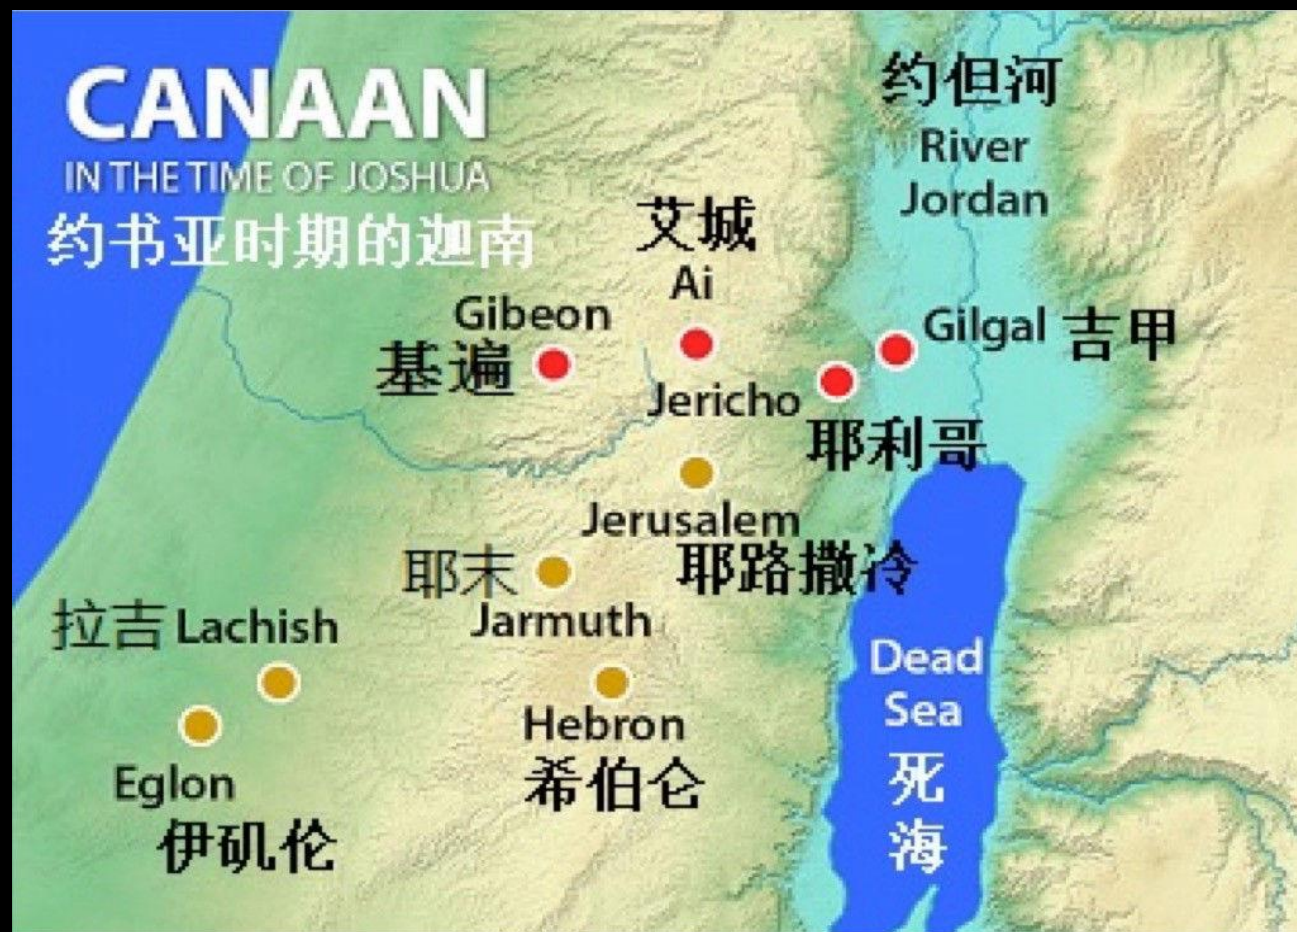 CANAAN
IN THE TIME OF JOSHUA
约书亚时期的迦南
约但河
River
Jordan
艾城
Ai
Gibeon
基遍
Gilgal 吉甲
Jericho
耶利哥
Jerusalem
耶路撒冷
耶末
Jarmuth
拉吉 Lachish
Hebron
希伯仑
Eglon
伊矶伦
Dead
Sea
死
海